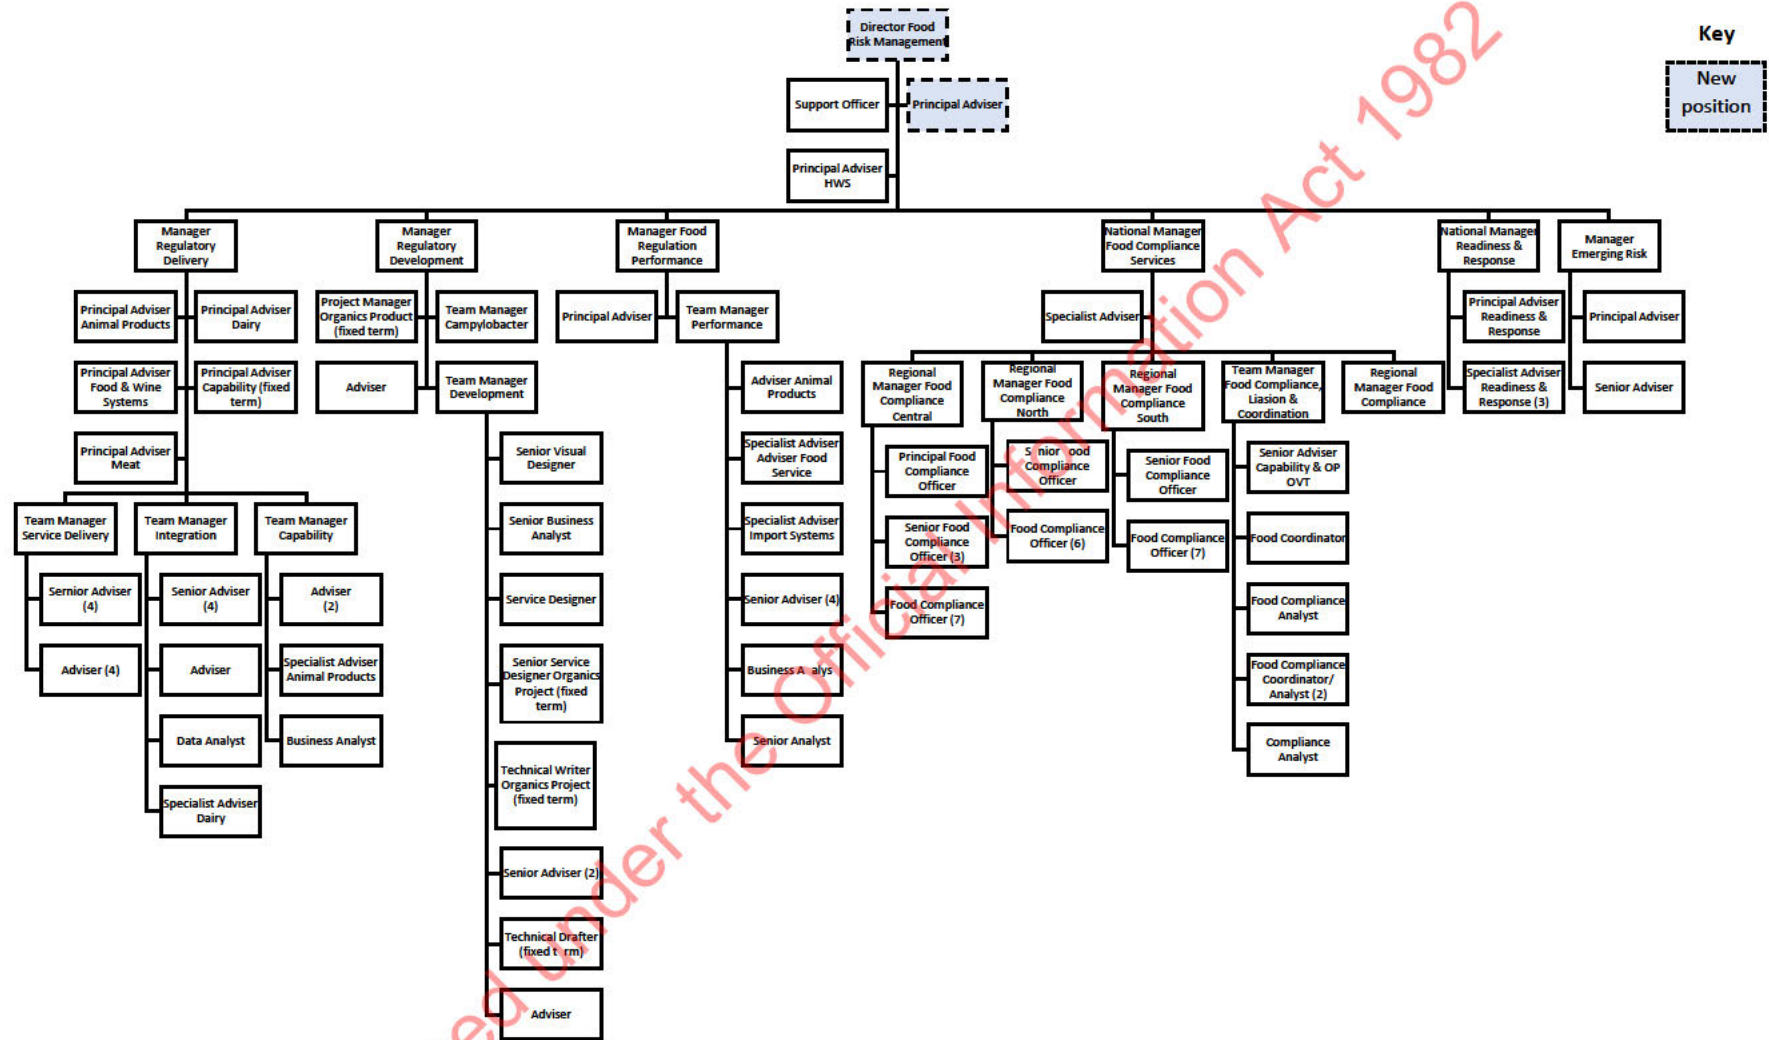 Director Food
Risk Management
Key
New
position
Support Officer
Principal Adviser
Principal Adviser
HWS
Manager
Regulatory
Delivery
Manager
Regulatory
Development
Manager Food
Regulation
Performance
National Manager
Food Compliance
Services
National Manager
Readiness &
Response
Manager
Emerging Risk
Principal Adviser
Animal Products
Principal Adviser
Dairy
Principal Adviser
Food & Wine
Systems
Principal Adviser
Capability (fixed
term)
Principal Adviser
Meat
Team Manager
Service Delivery
Team Manager
Integration
Team Manager
Capability
Sernior Adviser
(4)
Adviser (4)
Senior Adviser
(4)
Adviser
Data Analyst
Specialist Adviser
Dairy
Adviser
(2)
Specialist Adviser
Animal Products
Business Analyst
Project Manager
Organics Product
(fixed term)
Team Manager
Campylobacter
Adviser
Team Manager
Development
Senior Visual
Designer
Senior Business
Analyst
Service Designer
Senior Service
Designer Organics
Project (fixed
term)
Technical Writer
Organics Project
(fixed term)
Senior Adviser (2)
Technical Drafter
(fixed t rm)
Adviser
Principal Adviser
Team Manager
Performance
Adviser Animal
Products
Specialist Adviser
Adviser Food
Service
Specialist Adviser
Import Systems
Senior Adviser (4)
Business A alys
Senior Analyst
Specialist Adviser
Regional
Manager Food
Compliance
Central
Regional
Manager Food
Compliance
North
Regional
Manager Food
Compliance
South
Team Manager
Food Compliance,
Liasion &
Coordination
Regional
Manager Food
Compliance
Principal Food
Compliance
Officer
Senior Food
Compliance
Officer (3)
Food Compliance
Officer (7)
S nior ood
Compliance
Officer
Food Compliance
Officer (6)
Senior Food
Compliance
Officer
Food Compliance
Officer (7)
Senior Adviser
Capability & OP
OVT
Food Coordinator
Food Compliance
Analyst
Food Compliance
Coordinator/
Analyst (2)
Compliance
Analyst
Principal Adviser
Readiness &
Response
Specialist Adviser
Readiness &
Response (3)
Principal Adviser
Senior Adviser
ed under the Official Information Act 1982